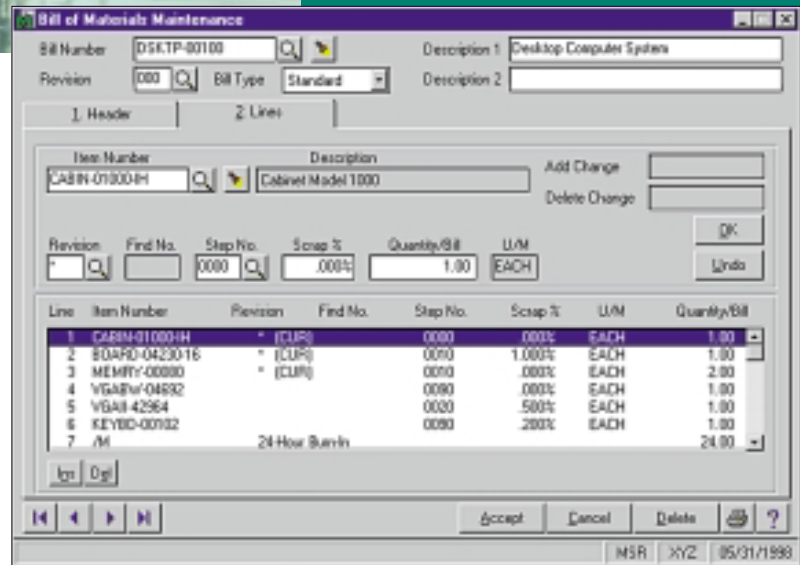 Bill of Materials Maintenance
Bill Number DSKTP-00100 Description 1 Desktop Computer System
Revision 000 Bill Type Standard Description 2
1. Header 2. Lines
Item Number Description Add Change
CABIN-01000-IH Cabinet Model 1000 Delete Change
OK
Revision Find No. Step No. Scrap % Quantity/Bill U/M
* 0000 .000% 1.00 EACH Undo
Line Item Number Revision Find No. Step No. Scrap % U/M Quantity/Bill
1 CABIN-01000-IH * (CUR) 0000 .000% EACH 1.00
2 BOARD-04230-16 * (CUR) 0010 1.000% EACH 1.00
3 MEMRY-00080 * (CUR) 0010 .000% EACH 2.00
4 VGABW-04692 0090 .000% EACH 1.00
5 VGAII-42964 0020 .500% EACH 1.00
6 KEYBD-00102 0090 .200% EACH 1.00
7 /M 24-Hour Burn-In 24.00
Ins Del
Accept Cancel Delete ?
MSR XYZ 05/31/1998